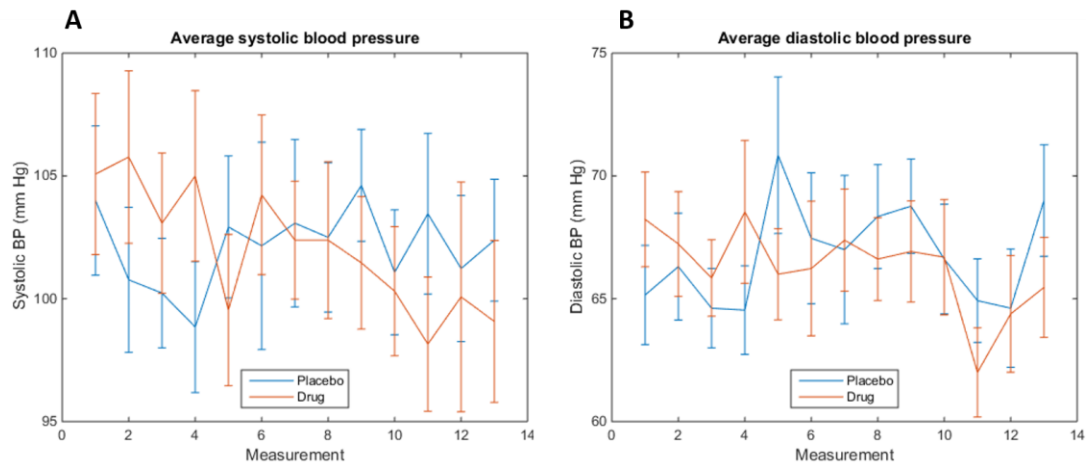 A
Average systolic blood pressure
110
105
100
95
Systolic BP (mm Hg)
0 2 4 6 8 10 12 14
Measurement
Placebo
Drug
B
Average diastolic blood pressure
75
70
65
60
Diastolic BP (mm Hg)
0 2 4 6 8 10 12 14
Measurement
Placebo
Drug